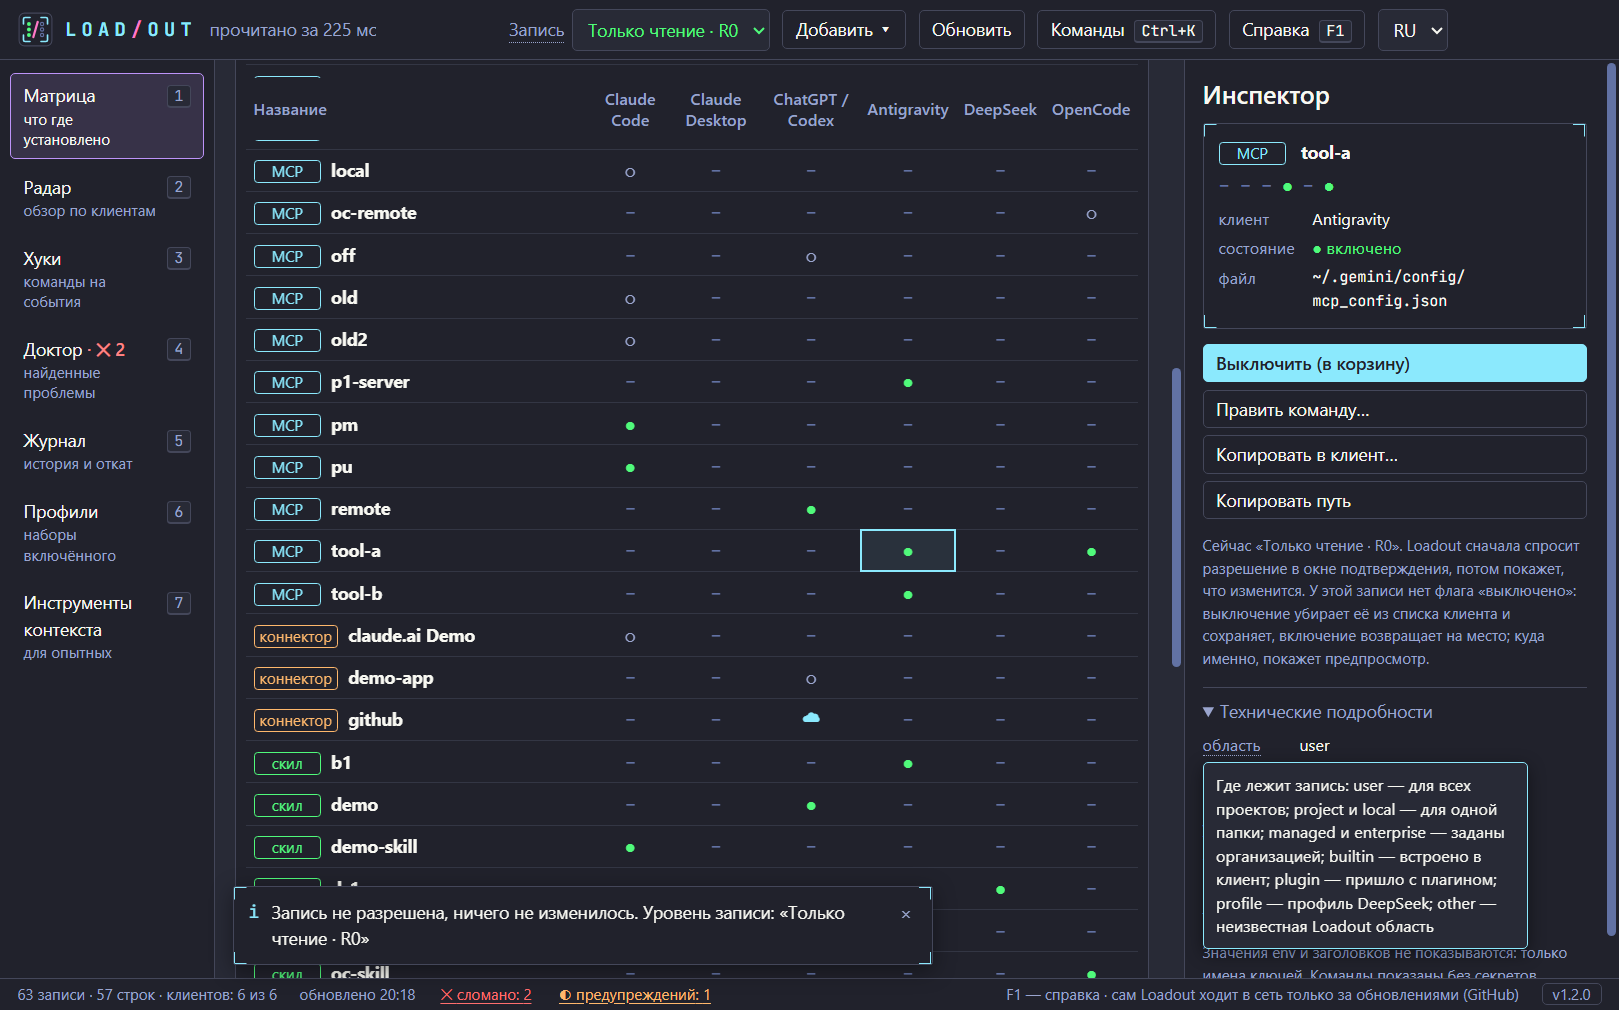 LOAD/OUT прочитано за 225 мс Запись Только чтение · R0 Добавить ▾ Обновить Команды Ctrl+K Справка F1 RU
Матрица 1
что где
установлено
Радар 2
обзор по клиентам
Хуки 3
команды на
события
Доктор · ✕ 2 4
найденные
проблемы
Журнал 5
история и откат
Профили 6
наборы
включённого
Инструменты 7
контекста
для опытных
Название Claude Code Claude Desktop ChatGPT / Codex Antigravity DeepSeek OpenCode
MCP local ○ – – – – –
MCP oc-remote – – – – – ○
MCP off – – ○ – – –
MCP old ○ – – – – –
MCP old2 ○ – – – – –
MCP p1-server – – – ● – –
MCP pm ● – – – – –
MCP pu ● – – – – –
MCP remote – – ● – – –
MCP tool-a – – – ● – ●
MCP tool-b – – – ● – –
коннектор claude.ai Demo ○ – – – – –
коннектор demo-app – – ○ – – –
коннектор github – – – – –
скил b1 – – – ● – –
скил demo – – ● – – –
скил demo-skill ● – – – – –
● –
i Запись не разрешена, ничего не изменилось. Уровень записи: «Только ×
чтение · R0»
– –
скил oc-skill – – – – – ●
Инспектор
MCP tool-a
– – – ● – ●
клиент Antigravity
состояние ● включено
файл ~/.gemini/config/
mcp_config.json
Выключить (в корзину)
Править команду...
Копировать в клиент...
Копировать путь
Сейчас «Только чтение · R0». Loadout сначала спросит
разрешение в окне подтверждения, потом покажет,
что изменится. У этой записи нет флага «выключено»:
выключение убирает её из списка клиента и
сохраняет, включение возвращает на место; куда
именно, покажет предпросмотр.
▼ Технические подробности
область user
Где лежит запись: user — для всех
проектов; project и local — для одной
папки; managed и enterprise — заданы
организацией; builtin — встроено в
клиент; plugin — пришло с плагином;
profile — профиль DeepSeek; other —
неизвестная Loadout область
Значения env и заголовков не показываются: только
имена ключей. Команды показаны без секретов
63 записи · 57 строк · клиентов: 6 из 6 обновлено 20:18 ✕ сломано: 2 ◐ предупреждений: 1 F1 — справка · сам Loadout ходит в сеть только за обновлениями (GitHub) v1.2.0